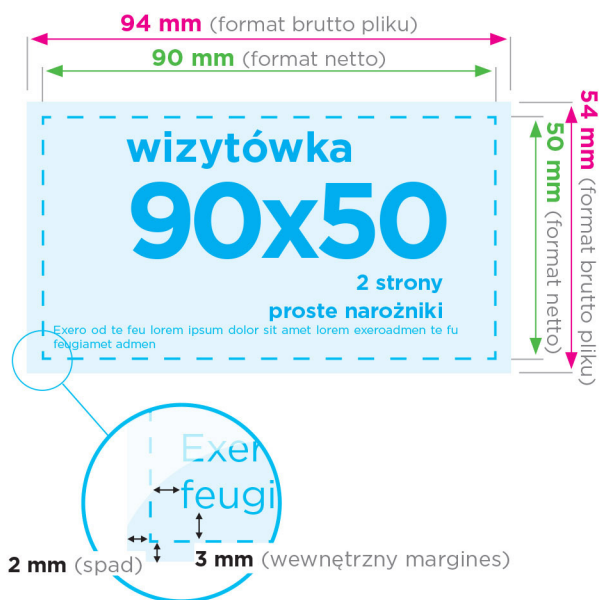 94 mm (format brutto pliku)
90 mm (format netto)
54 mm (format brutto pliku)
50 mm (format netto)
wizytówka
90x50
2 strony
proste narożniki
Exero od te feu lorem ipsum dolor sit amet lorem exeroadmen te fu
feugiamet admen
Exer
feugi
2 mm (spad)
3 mm (wewnętrzny margines)